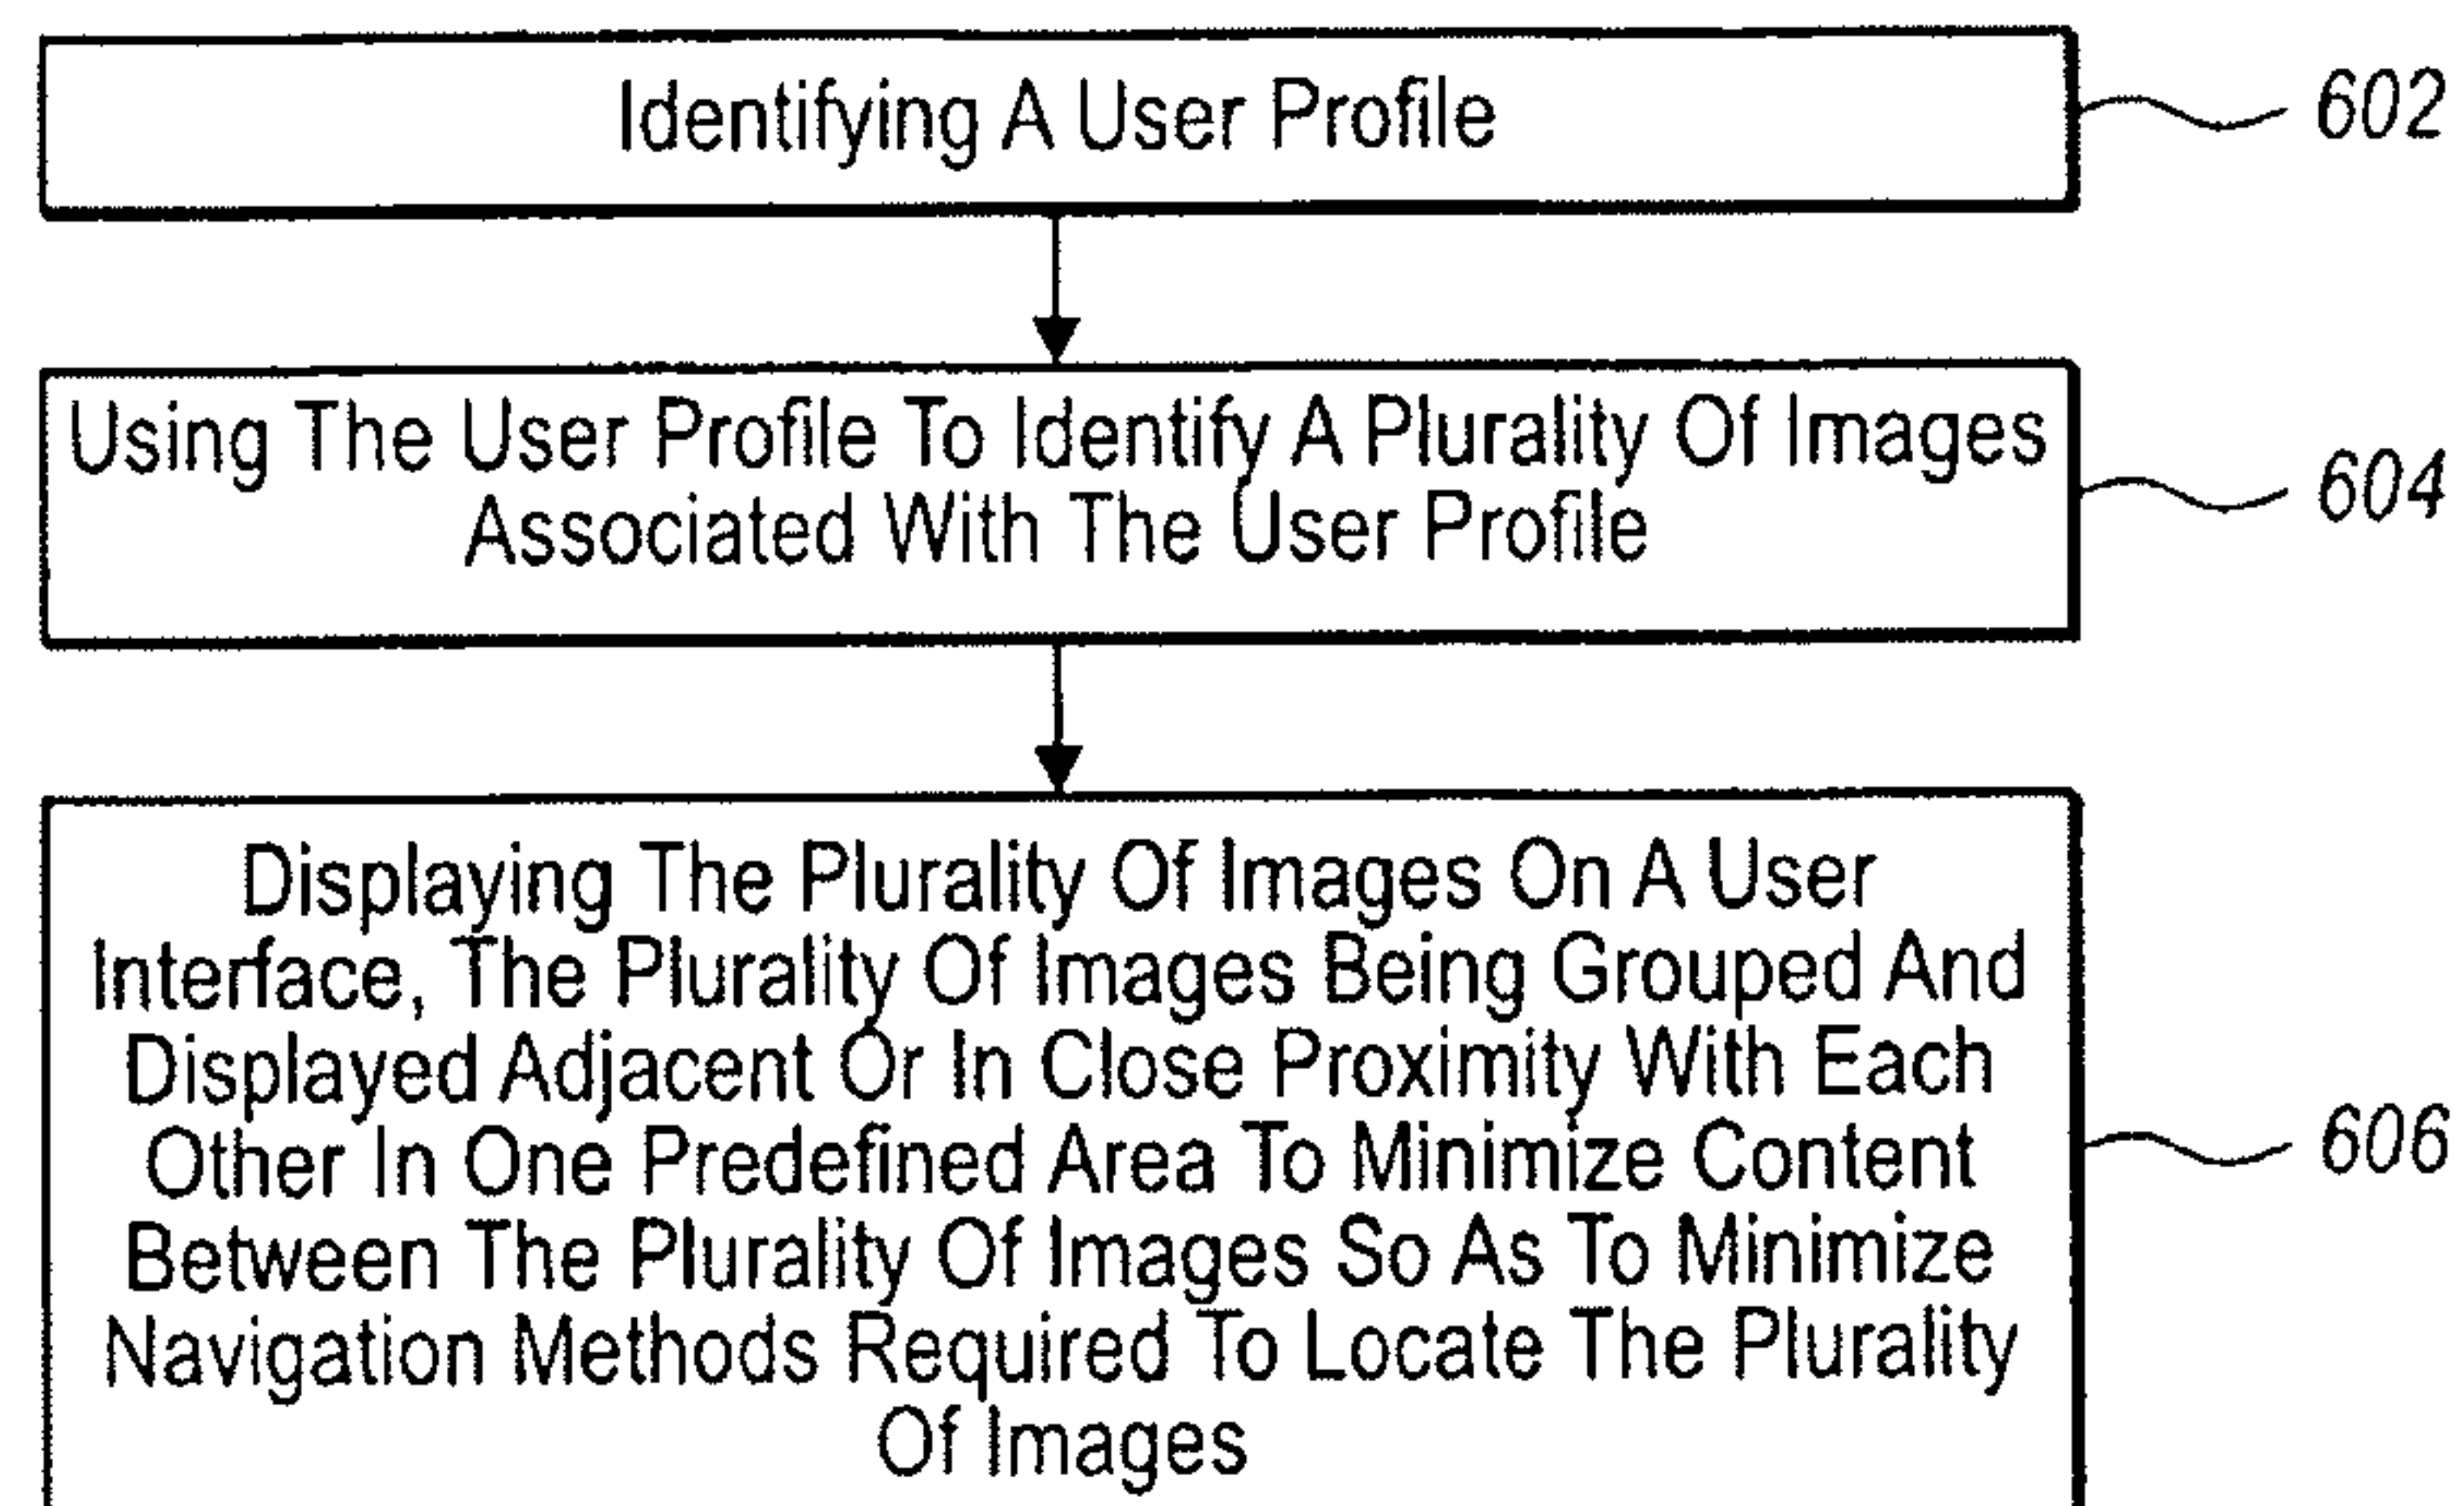 Identifying A User Profile
602
Using The User Profile To Identify A Plurality Of Images
Associated With The User Profile
604
Displaying The Plurality Of Images On A User
Interface, The Plurality Of Images Being Grouped And
Displayed Adjacent Or In Close Proximity With Each
Other In One Predefined Area To Minimize Content
Between The Plurality Of Images So As To Minimize
Navigation Methods Required To Locate The Plurality
Of Images
606